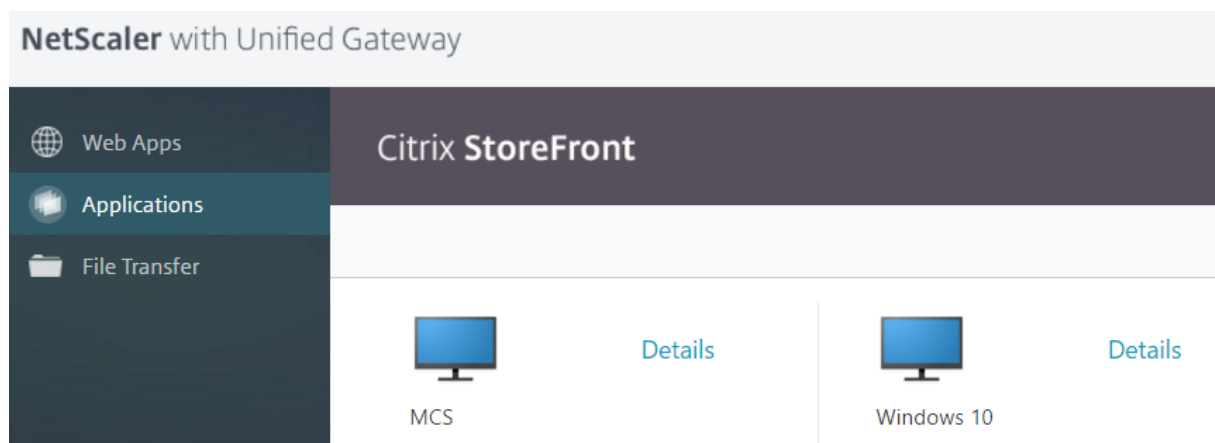 NetScaler with Unified Gateway
Web Apps
Applications
File Transfer
Citrix StoreFront
Details
Details
MCS
Windows 10